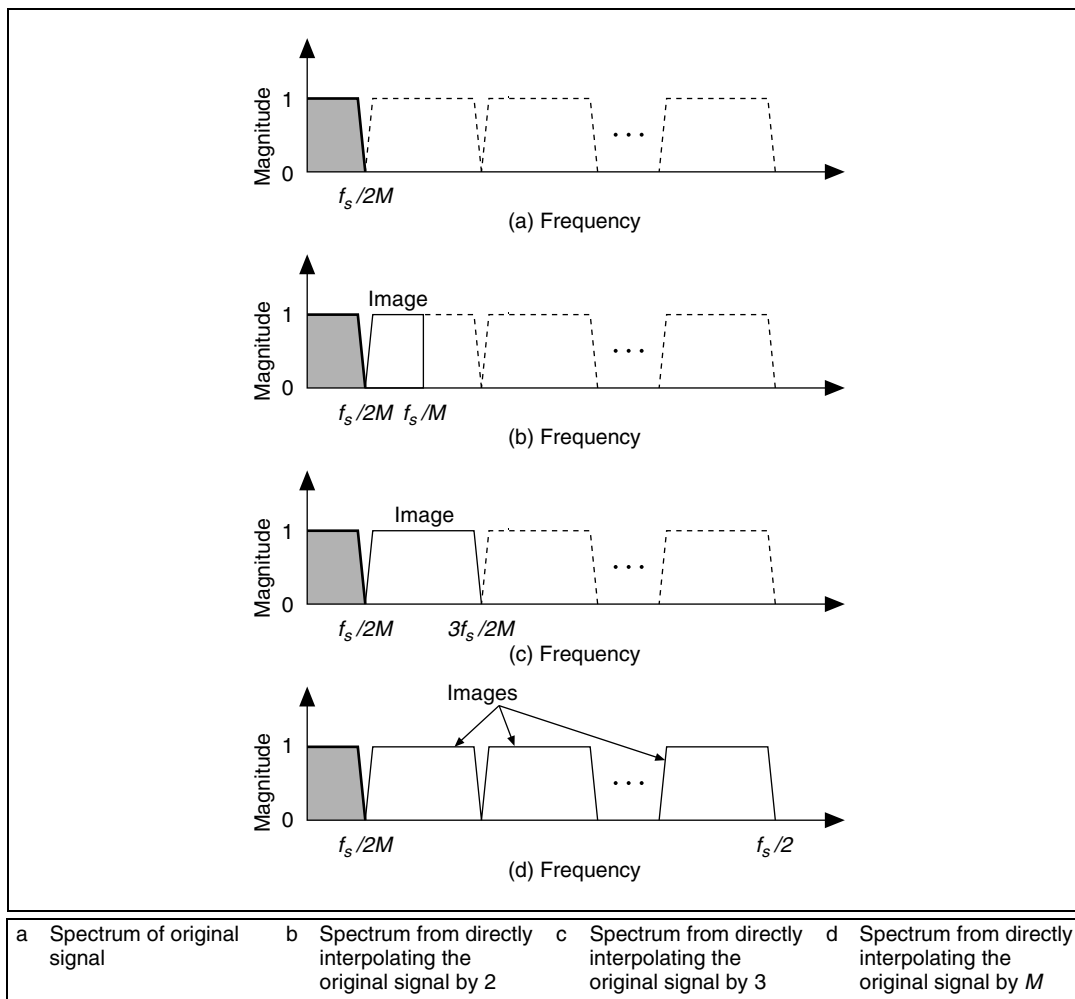 Magnitude
1
0
f_s/2M
• • •
(a) Frequency
Magnitude
1
0
Image
f_s/2M f_s/M
• • •
(b) Frequency
Magnitude
1
0
Image
f_s/2M 3f_s/2M
• • •
(c) Frequency
Magnitude
1
0
Images
f_s/2M f_s/2
• • •
(d) Frequency
a Spectrum of original
signal
b Spectrum from directly
interpolating the
original signal by 2
c Spectrum from directly
interpolating the
original signal by 3
d Spectrum from directly
interpolating the
original signal by M